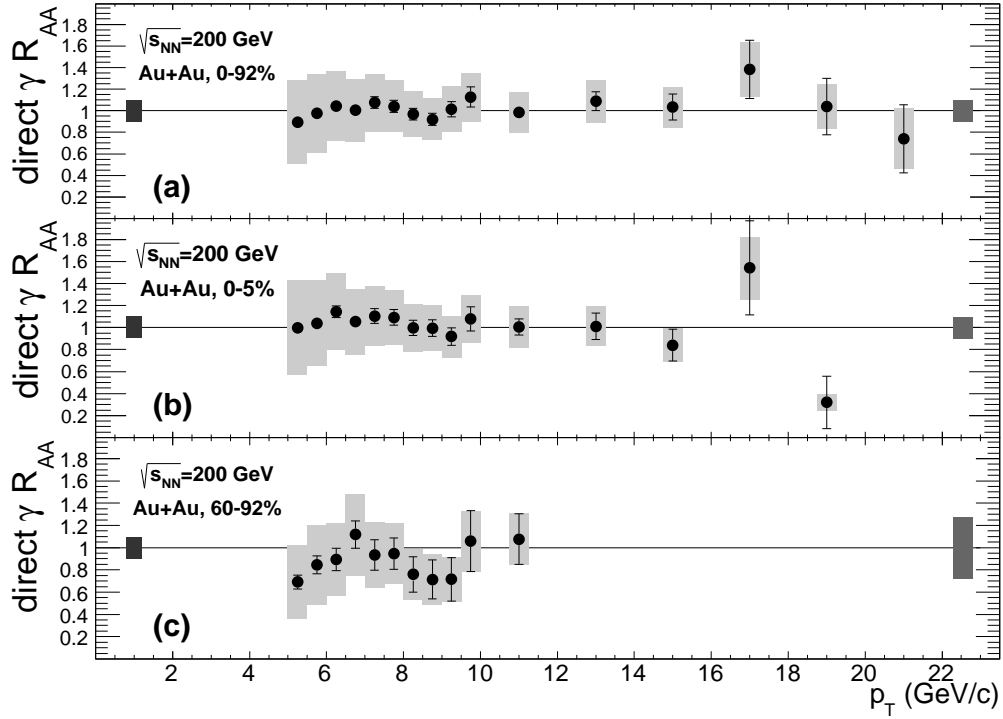 direct γ R_AA
1.8
1.6
1.4
1.2
1
0.8
0.6
0.4
0.2
√s_NN=200 GeV
Au+Au, 0-92%
(a)
direct γ R_AA
1.8
1.6
1.4
1.2
1
0.8
0.6
0.4
0.2
√s_NN=200 GeV
Au+Au, 0-5%
(b)
direct γ R_AA
1.8
1.6
1.4
1.2
1
0.8
0.6
0.4
0.2
√s_NN=200 GeV
Au+Au, 60-92%
(c)
2 4 6 8 10 12 14 16 18 20 22
p_T (GeV/c)